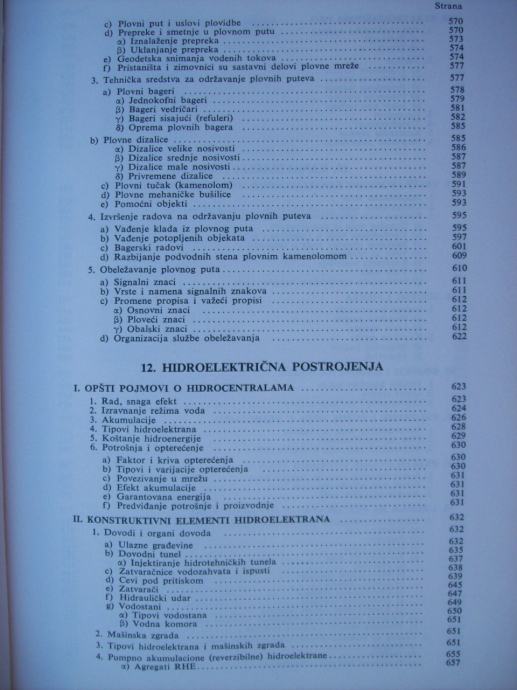 Strana
c) Plovni put i uslovi plovidbe 570
d) Prepreke i smetnje u plovnom putu 570
α) Iznalaženje prepreka 573
β) Uklanjanje prepreka 574
e) Geodetska snimanja vodenih tokova 574
f) Pristaništa i zimovnici su sastavni delovi plovne mreže 577
3. Tehnička sredstva za održavanje plovnih puteva 577
a) Plovni bageri 578
α) Jednokofni bageri 579
β) Bageri vedričari 581
γ) Bageri sisajući (refuleri) 582
δ) Oprema plovnih bagera 585
b) Plovne dizalice 585
α) Dizalice velike nosivosti 586
β) Dizalice srednje nosivosti 587
γ) Dizalice male nosivosti 587
δ) Privremene dizalice 589
c) Plovni tučak (kamenolom) 591
d) Plovne mehaničke bušilice 593
e) Pomoćni objekti 593
4. Izvršenje radova na održavanju plovnih puteva 595
a) Vađenje klada iz plovnog puta 595
b) Vađenje potopljenih objekata 597
c) Bagerski radovi 601
d) Razbijanje podvodnih stena plovnim kamenolomom 609
5. Obeležavanje plovnog puta 610
a) Signalni znaci 611
b) Vrste i namena signalnih znakova 611
c) Promene propisa i važeći propisi 612
α) Osnovni znaci 612
β) Ploveći znaci 612
γ) Obalski znaci 612
d) Organizacija službe obeležavanja 622
12. HIDROELEKTRIČNA POSTROJENJA
I. OPŠTI POJMOVI O HIDROCENTRALAMA 623
1. Rad, snaga efekt 623
2. Izravnanje režima voda 624
3. Akumulacije 626
4. Tipovi hidroelektrana 628
5. Koštanje hidroenergije 629
6. Potrošnja i opterećenje 630
a) Faktor i kriva opterećenja 630
b) Tipovi i varijacije opterećenja 630
c) Povezivanje u mrežu 631
d) Efekt akumulacije 631
e) Garantovana energija 631
f) Predviđanje potrošnje i proizvodnje 631
II. KONSTRUKTIVNI ELEMENTI HIDROELEKTRANA 632
1. Dovodi i organi dovoda 632
a) Ulazne građevine 632
b) Dovodni tunel 635
α) Injektiranje hidrotehničkih tunela 637
c) Zatvaračnice vodozahvata i ispusti 638
d) Cevi pod pritiskom 639
e) Zatvarači 645
f) Hidraulički udar 647
g) Vodostani 649
α) Tipovi vodostana 650
β) Vodna komora 651
2. Mašinska zgrada 651
3. Tipovi hidroelektrana i mašinskih zgrada 651
4. Pumpno akumulacione (reverzibilne) hidroelektrane 655
α) Agregati RHE 657